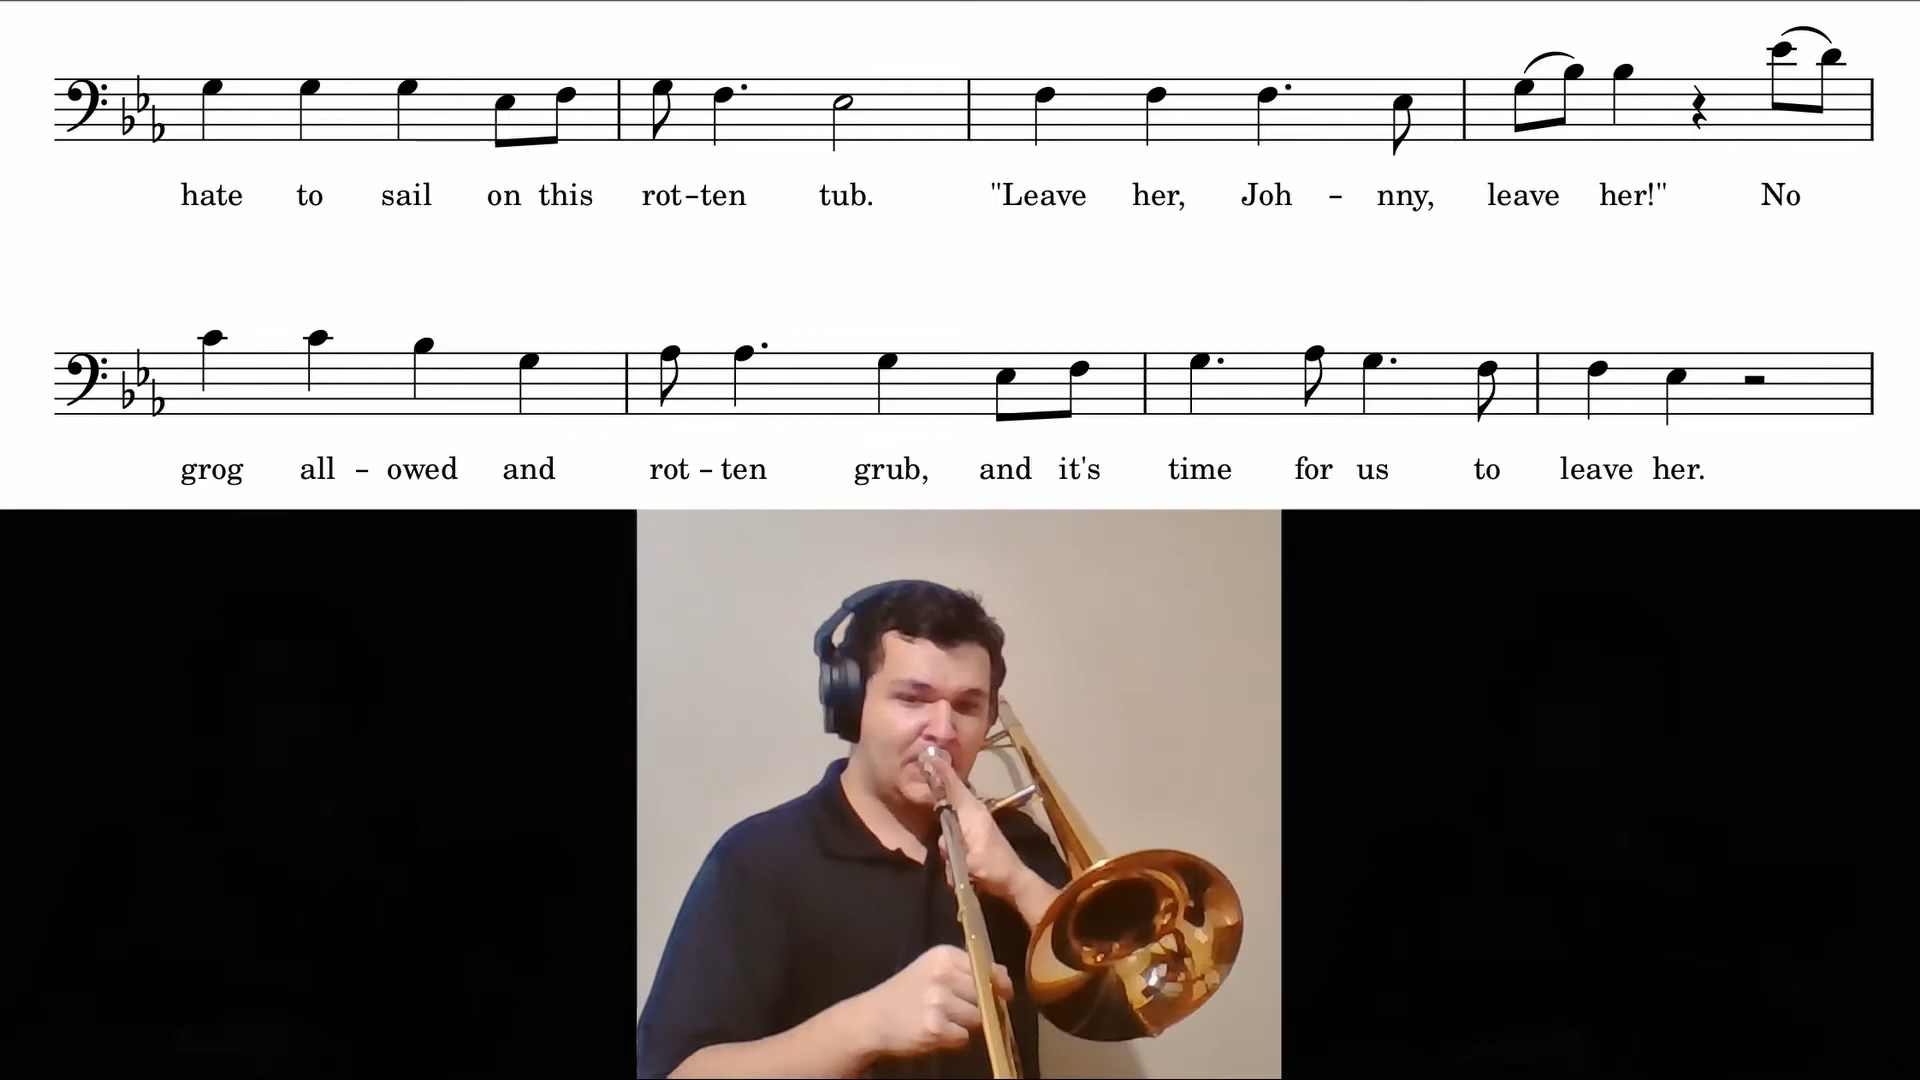 hate to sail on this rot-ten tub. "Leave her, Joh - nny, leave her!" No
grog all - owed and rot - ten grub, and it's time for us to leave her.